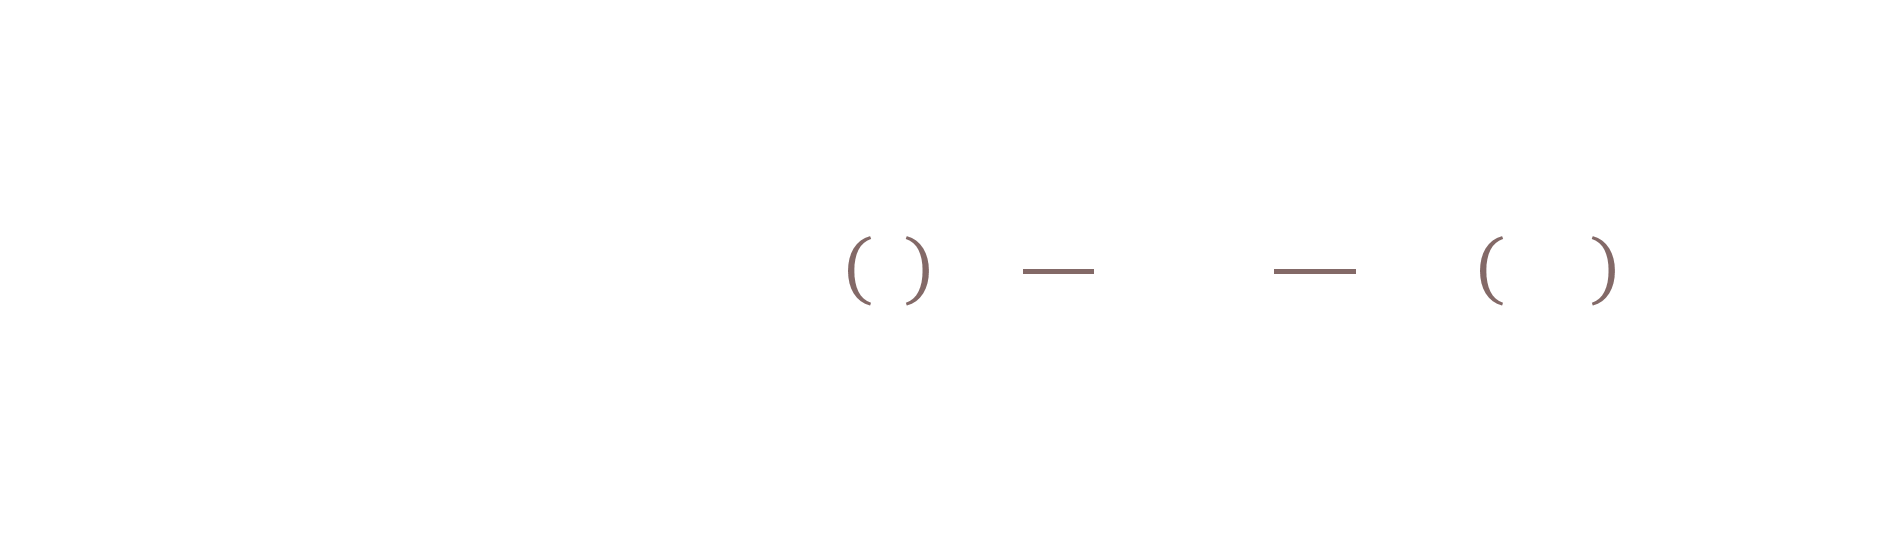 ( ) — — ( )